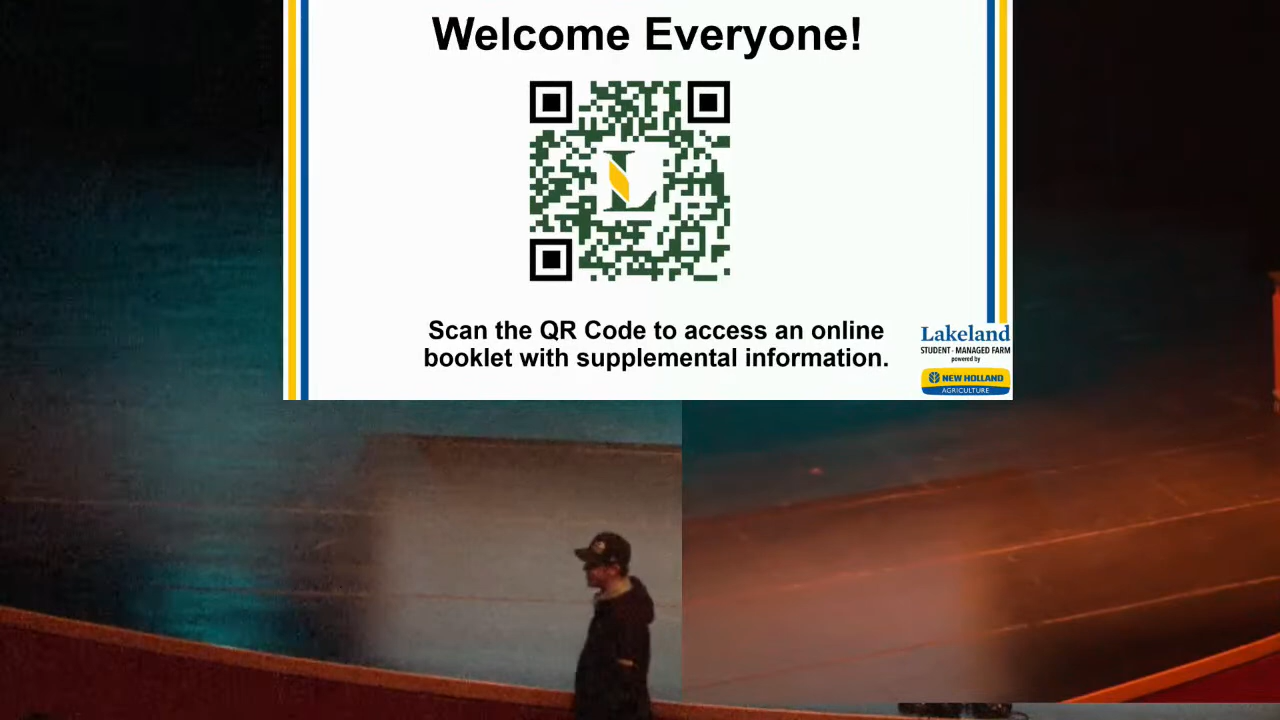 Welcome Everyone!
L
Scan the QR Code to access an online
booklet with supplemental information.
Lakeland
STUDENT-MANAGED FARM
powered by
NEW HOLLAND
AGRICULTURE